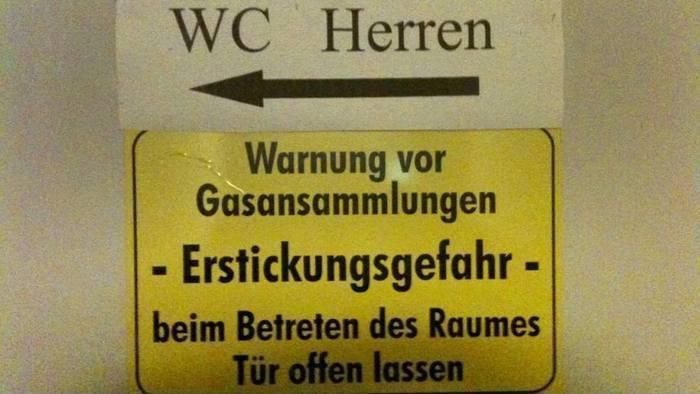 WC Herren
Warnung vor
Gasansammlungen
- Erstickungsgefahr -
beim Betreten des Raumes
Tür offen lassen